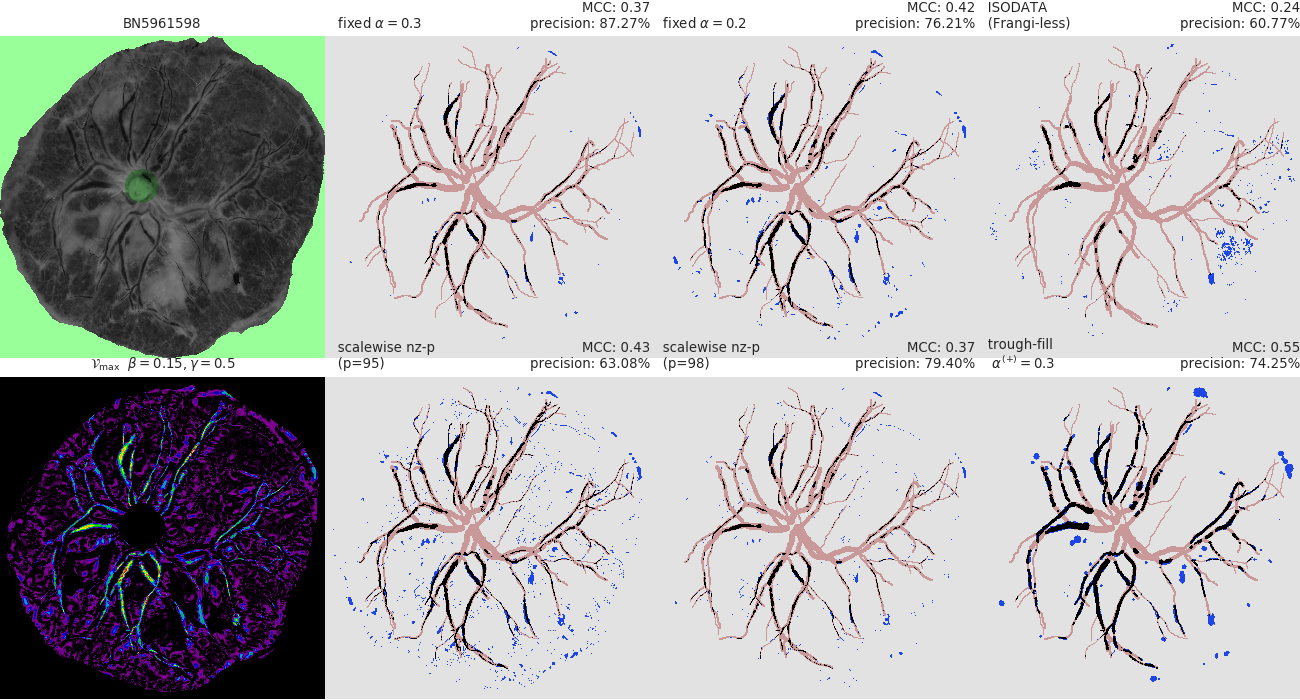 BN5961598
fixed α = 0.3
MCC: 0.37
precision: 87.27%
fixed α = 0.2
MCC: 0.42
precision: 76.21%
ISODATA
(Frangi-less)
MCC: 0.24
precision: 60.77%
𝒱max β = 0.15, γ = 0.5
scalewise nz-p
(p=95)
MCC: 0.43
precision: 63.08%
scalewise nz-p
(p=98)
MCC: 0.37
precision: 79.40%
trough-fill
α(+) = 0.3
MCC: 0.55
precision: 74.25%